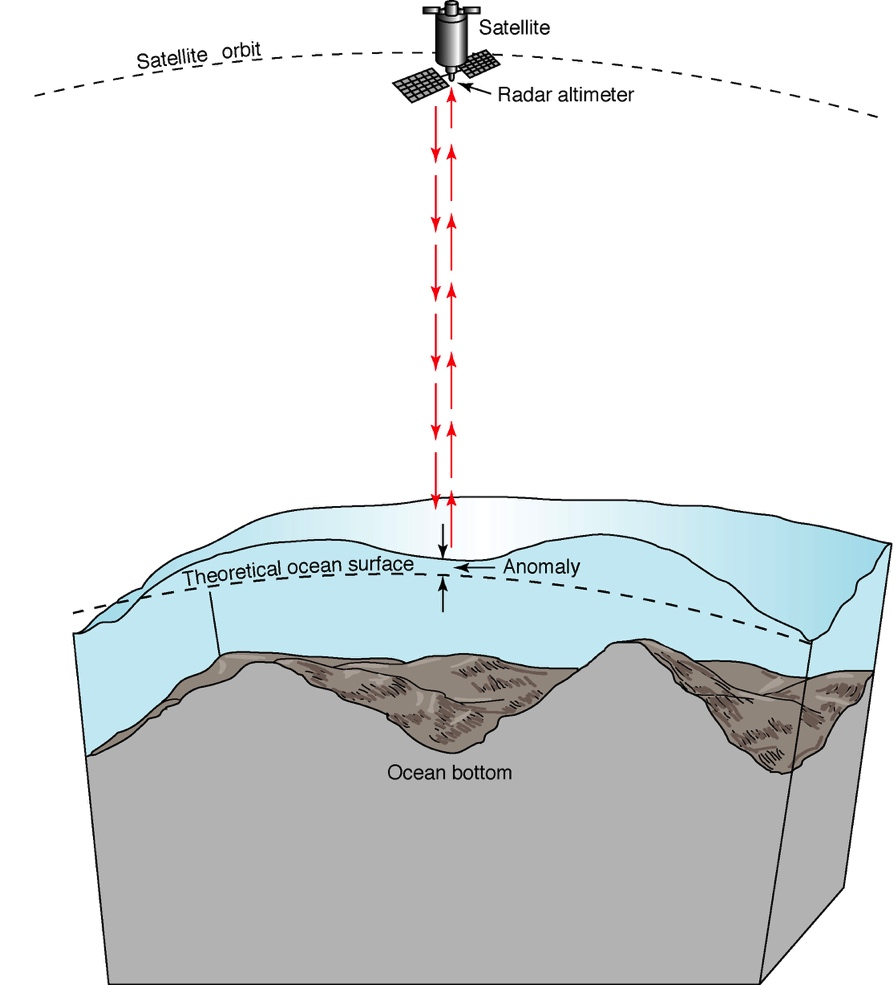 Satellite
Satellite orbit
Radar altimeter
Theoretical ocean surface
Anomaly
Ocean bottom